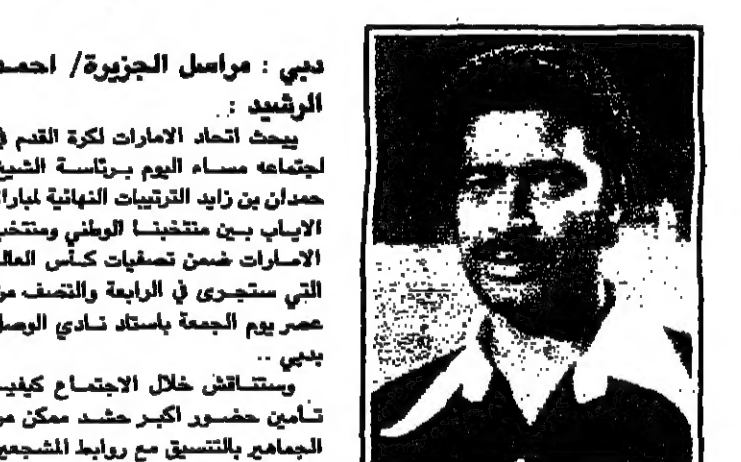 دبي : مراسل الجزيرة/ احمد
الرشيد :
يبحث اتحاد الامارات لكرة القدم في
اجتماعه مساء اليوم برئاسة الشيخ
حمدان بن زايد الترتيبات النهائية لمباراة
الاياب بين منتخبنا الوطني ومنتخب
الامارات ضمن تصفيات كأس العالم
التي ستجرى في الرابعة والنصف من
عصر يوم الجمعة باستاد نادي الوصل
بدبي ..
وستناقش خلال الاجتماع كيفية
تأمين حضور اكبر حشد ممكن من
الجماهير بالتنسيق مع روابط المشجعين